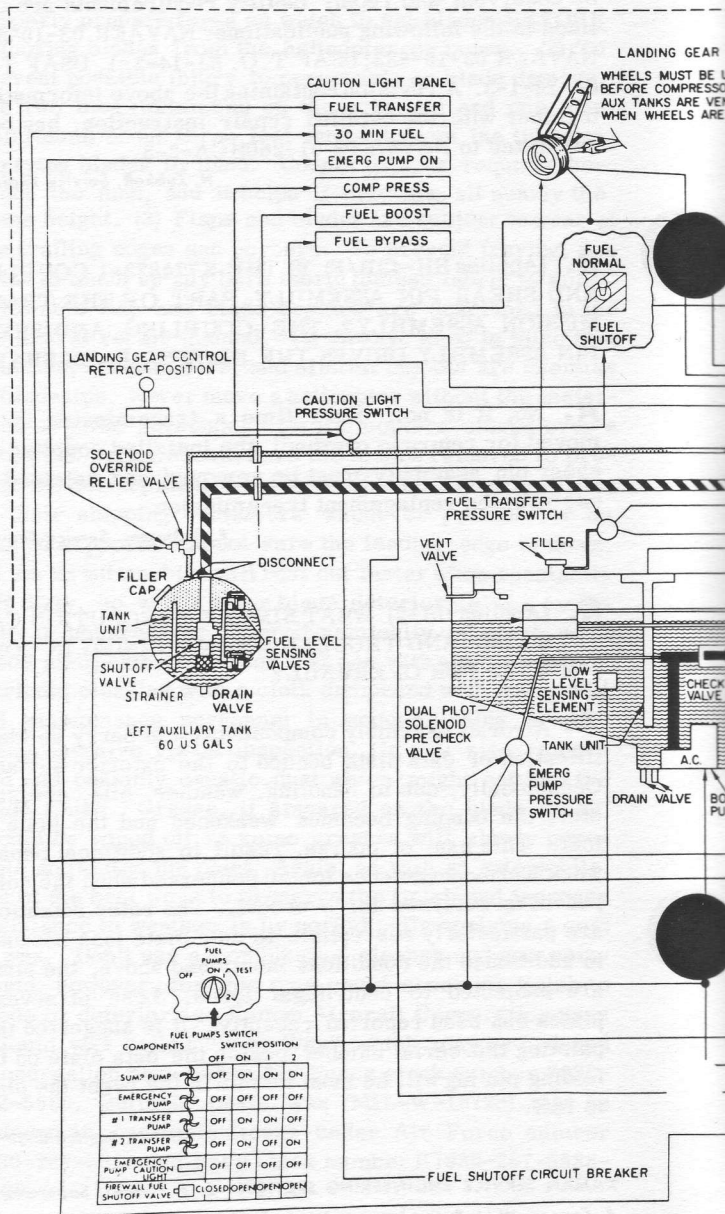 LANDING GEAR
WHEELS MUST BE
BEFORE COMPRESSO
AUX TANKS ARE VE
WHEN WHEELS ARE
CAUTION LIGHT PANEL
FUEL TRANSFER
30 MIN FUEL
EMERG PUMP ON
COMP PRESS
FUEL BOOST
FUEL BYPASS
FUEL
NORMAL
FUEL
SHUTOFF
LANDING GEAR CONTROL
RETRACT POSITION
CAUTION LIGHT
PRESSURE SWITCH
SOLENOID
OVERRIDE
RELIEF VALVE
FUEL TRANSFER
PRESSURE SWITCH
VENT
VALVE
FILLER
DISCONNECT
FILLER
CAP
TANK
UNIT
FUEL LEVEL
SENSING
VALVES
SHUTOFF
VALVE
STRAINER
DRAIN
VALVE
LEFT AUXILIARY TANK
60 US GALS
DUAL PILOT
SOLENOID
PRE CHECK
VALVE
LOW
LEVEL
SENSING
ELEMENT
TANK UNIT
CHECK
VALVE
A.C.
EMERG
PUMP
PRESSURE
SWITCH
DRAIN VALVE
BO
PU
FUEL
PUMPS
OFF ON TEST
1
2
FUEL PUMPS SWITCH
COMPONENTS SWITCH POSITION
OFF ON 1 2
SUMP PUMP OFF ON ON ON
EMERGENCY PUMP OFF OFF OFF OFF
#1 TRANSFER PUMP OFF ON ON OFF
#2 TRANSFER PUMP OFF ON OFF ON
EMERGENCY PUMP CAUTION LIGHT OFF OFF OFF OFF
FIREWALL FUEL SHUTOFF VALVE CLOSED OPEN OPEN OPEN
FUEL SHUTOFF CIRCUIT BREAKER